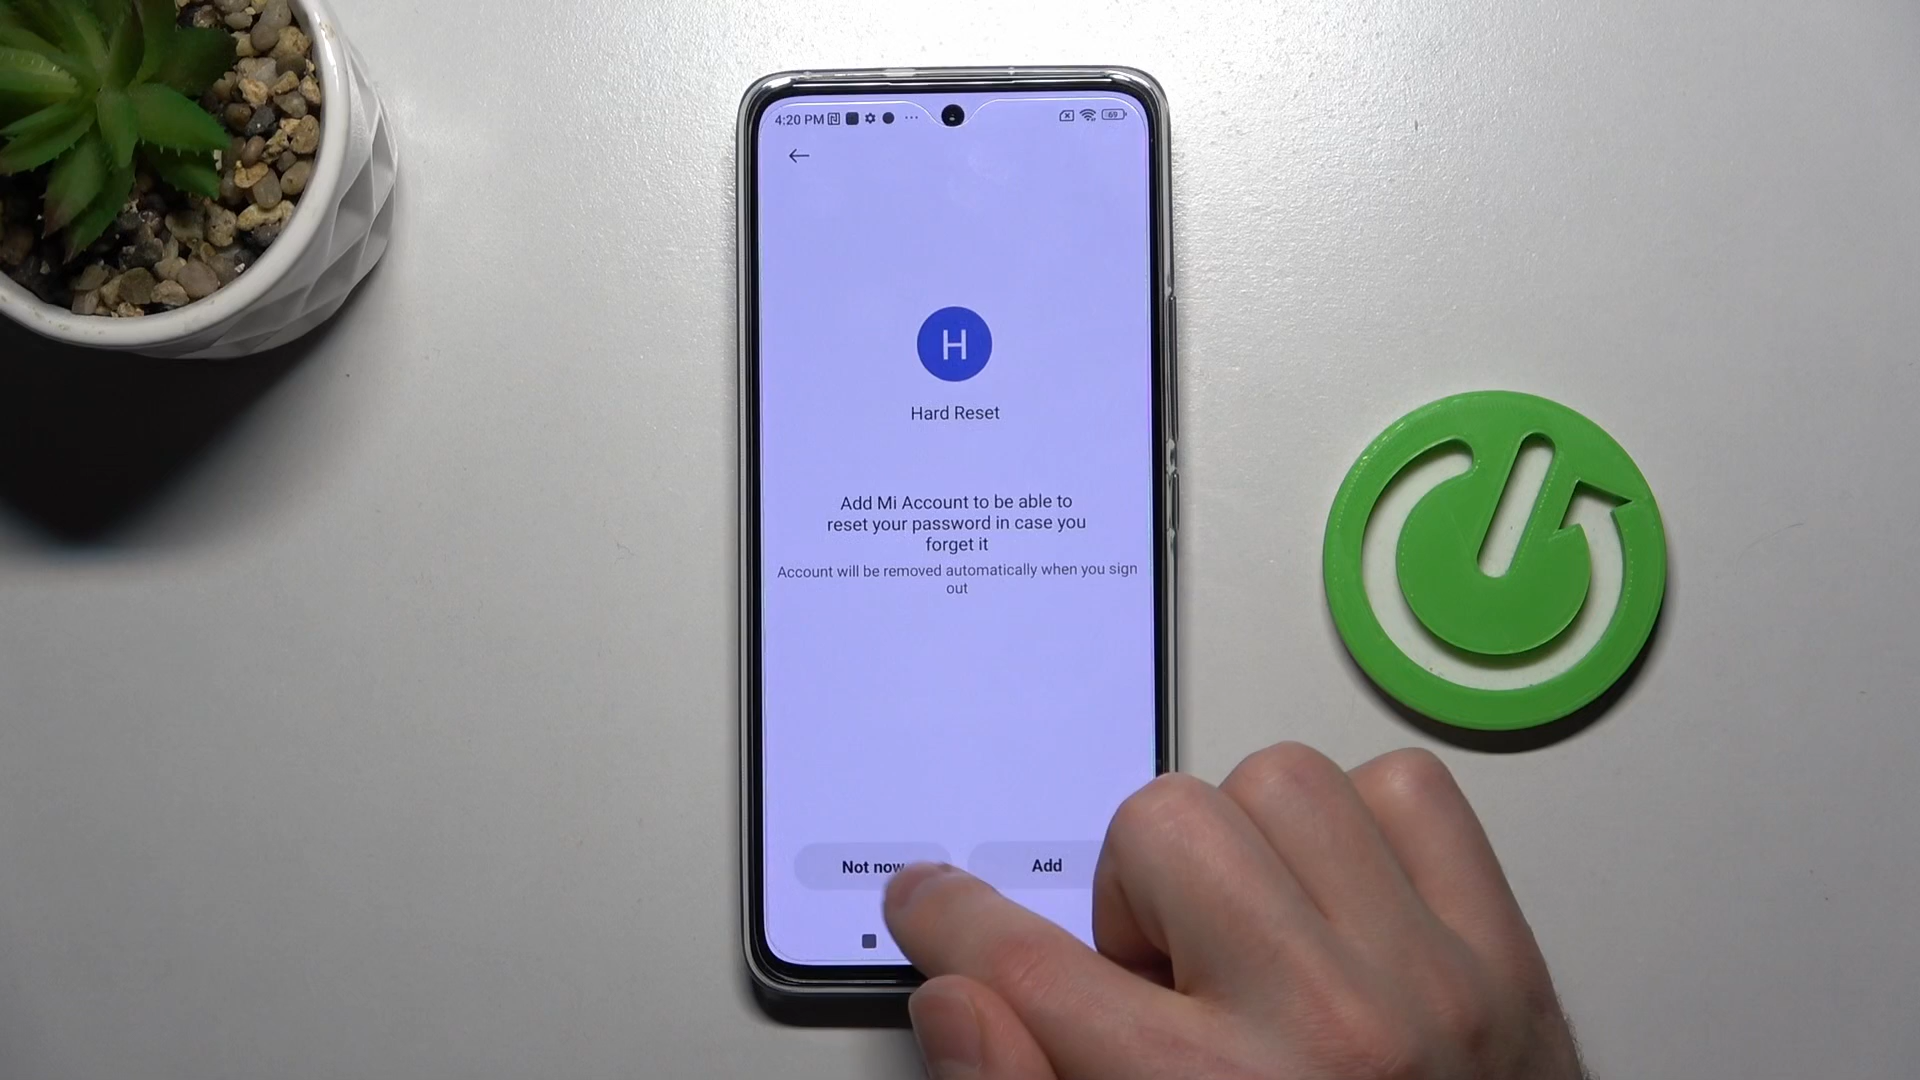 4:20 PM
69
H
Hard Reset
Add Mi Account to be able to
reset your password in case you
forget it
Account will be removed automatically when you sign
out
Not now
Add